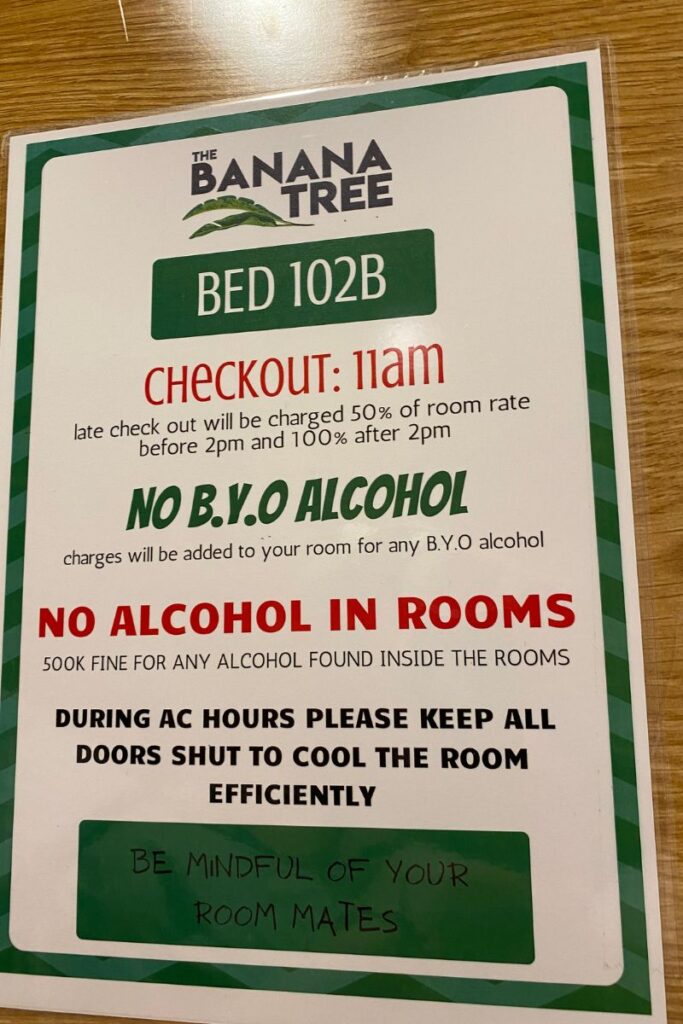 THE
BANANA
TREE
BED 102B
CHeCKOUT: 11am
late check out will be charged 50% of room rate
before 2pm and 100% after 2pm
NO B.Y.O ALCOHOL
charges will be added to your room for any B.Y.O alcohol
NO ALCOHOL IN ROOMS
500K FINE FOR ANY ALCOHOL FOUND INSIDE THE ROOMS
DURING AC HOURS PLEASE KEEP ALL
DOORS SHUT TO COOL THE ROOM
EFFICIENTLY
BE MINDFUL OF YOUR
ROOM MATES